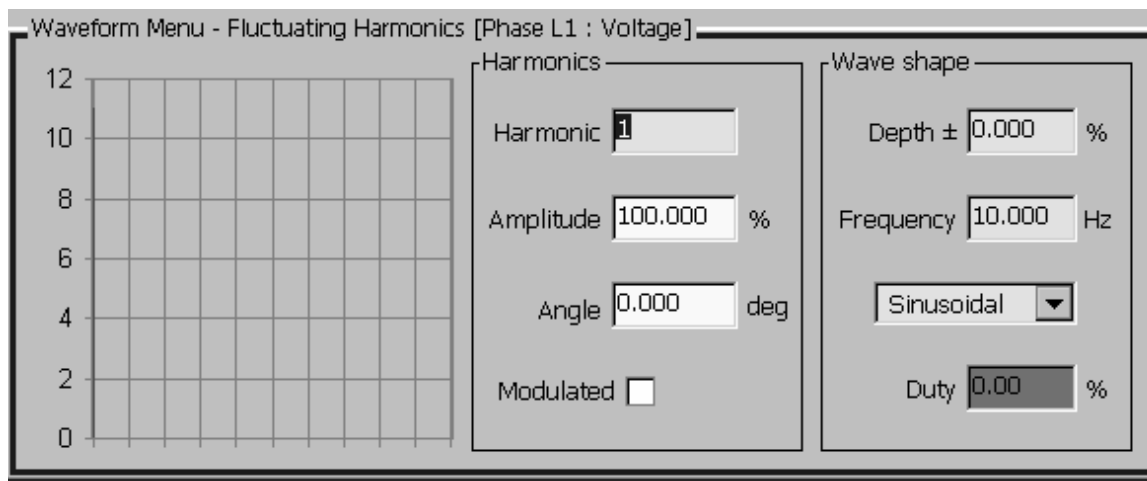 Waveform Menu - Fluctuating Harmonics [Phase L1 : Voltage]
12
10
8
6
4
2
0
Harmonics
Harmonic 1
Amplitude 100.000 %
Angle 0.000 deg
Modulated
Wave shape
Depth ± 0.000 %
Frequency 10.000 Hz
Sinusoidal
Duty 0.00 %